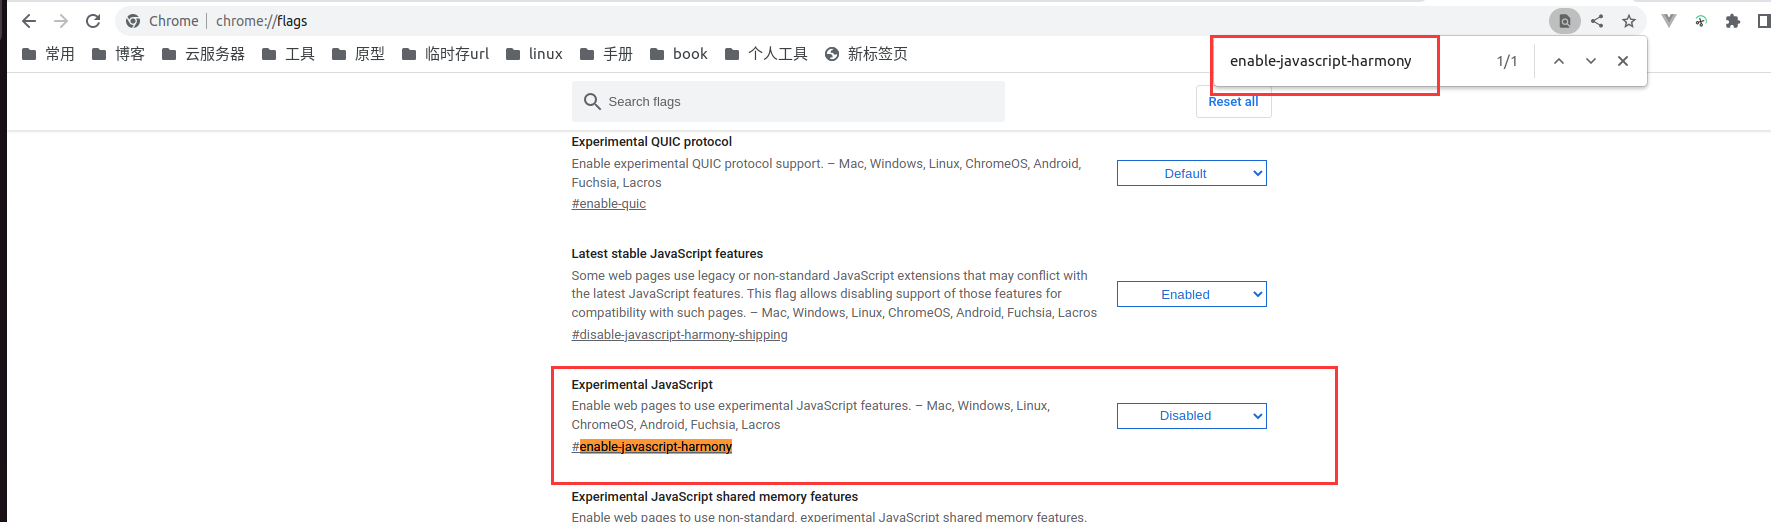 Chrome | chrome://flags
常用 博客 云服务器 工具 原型 临时存url linux 手册 book 个人工具 新标签页
enable-javascript-harmony 1/1
Search flags
Reset all
Experimental QUIC protocol
Enable experimental QUIC protocol support. – Mac, Windows, Linux, ChromeOS, Android,
Fuchsia, Lacros
#enable-quic
Default
Latest stable JavaScript features
Some web pages use legacy or non-standard JavaScript extensions that may conflict with
the latest JavaScript features. This flag allows disabling support of those features for
compatibility with such pages. – Mac, Windows, Linux, ChromeOS, Android, Fuchsia, Lacros
#disable-javascript-harmony-shipping
Enabled
Experimental JavaScript
Enable web pages to use experimental JavaScript features. – Mac, Windows, Linux,
ChromeOS, Android, Fuchsia, Lacros
#enable-javascript-harmony
Disabled
Experimental JavaScript shared memory features
Enable web pages to use non-standard, experimental JavaScript shared memory features.